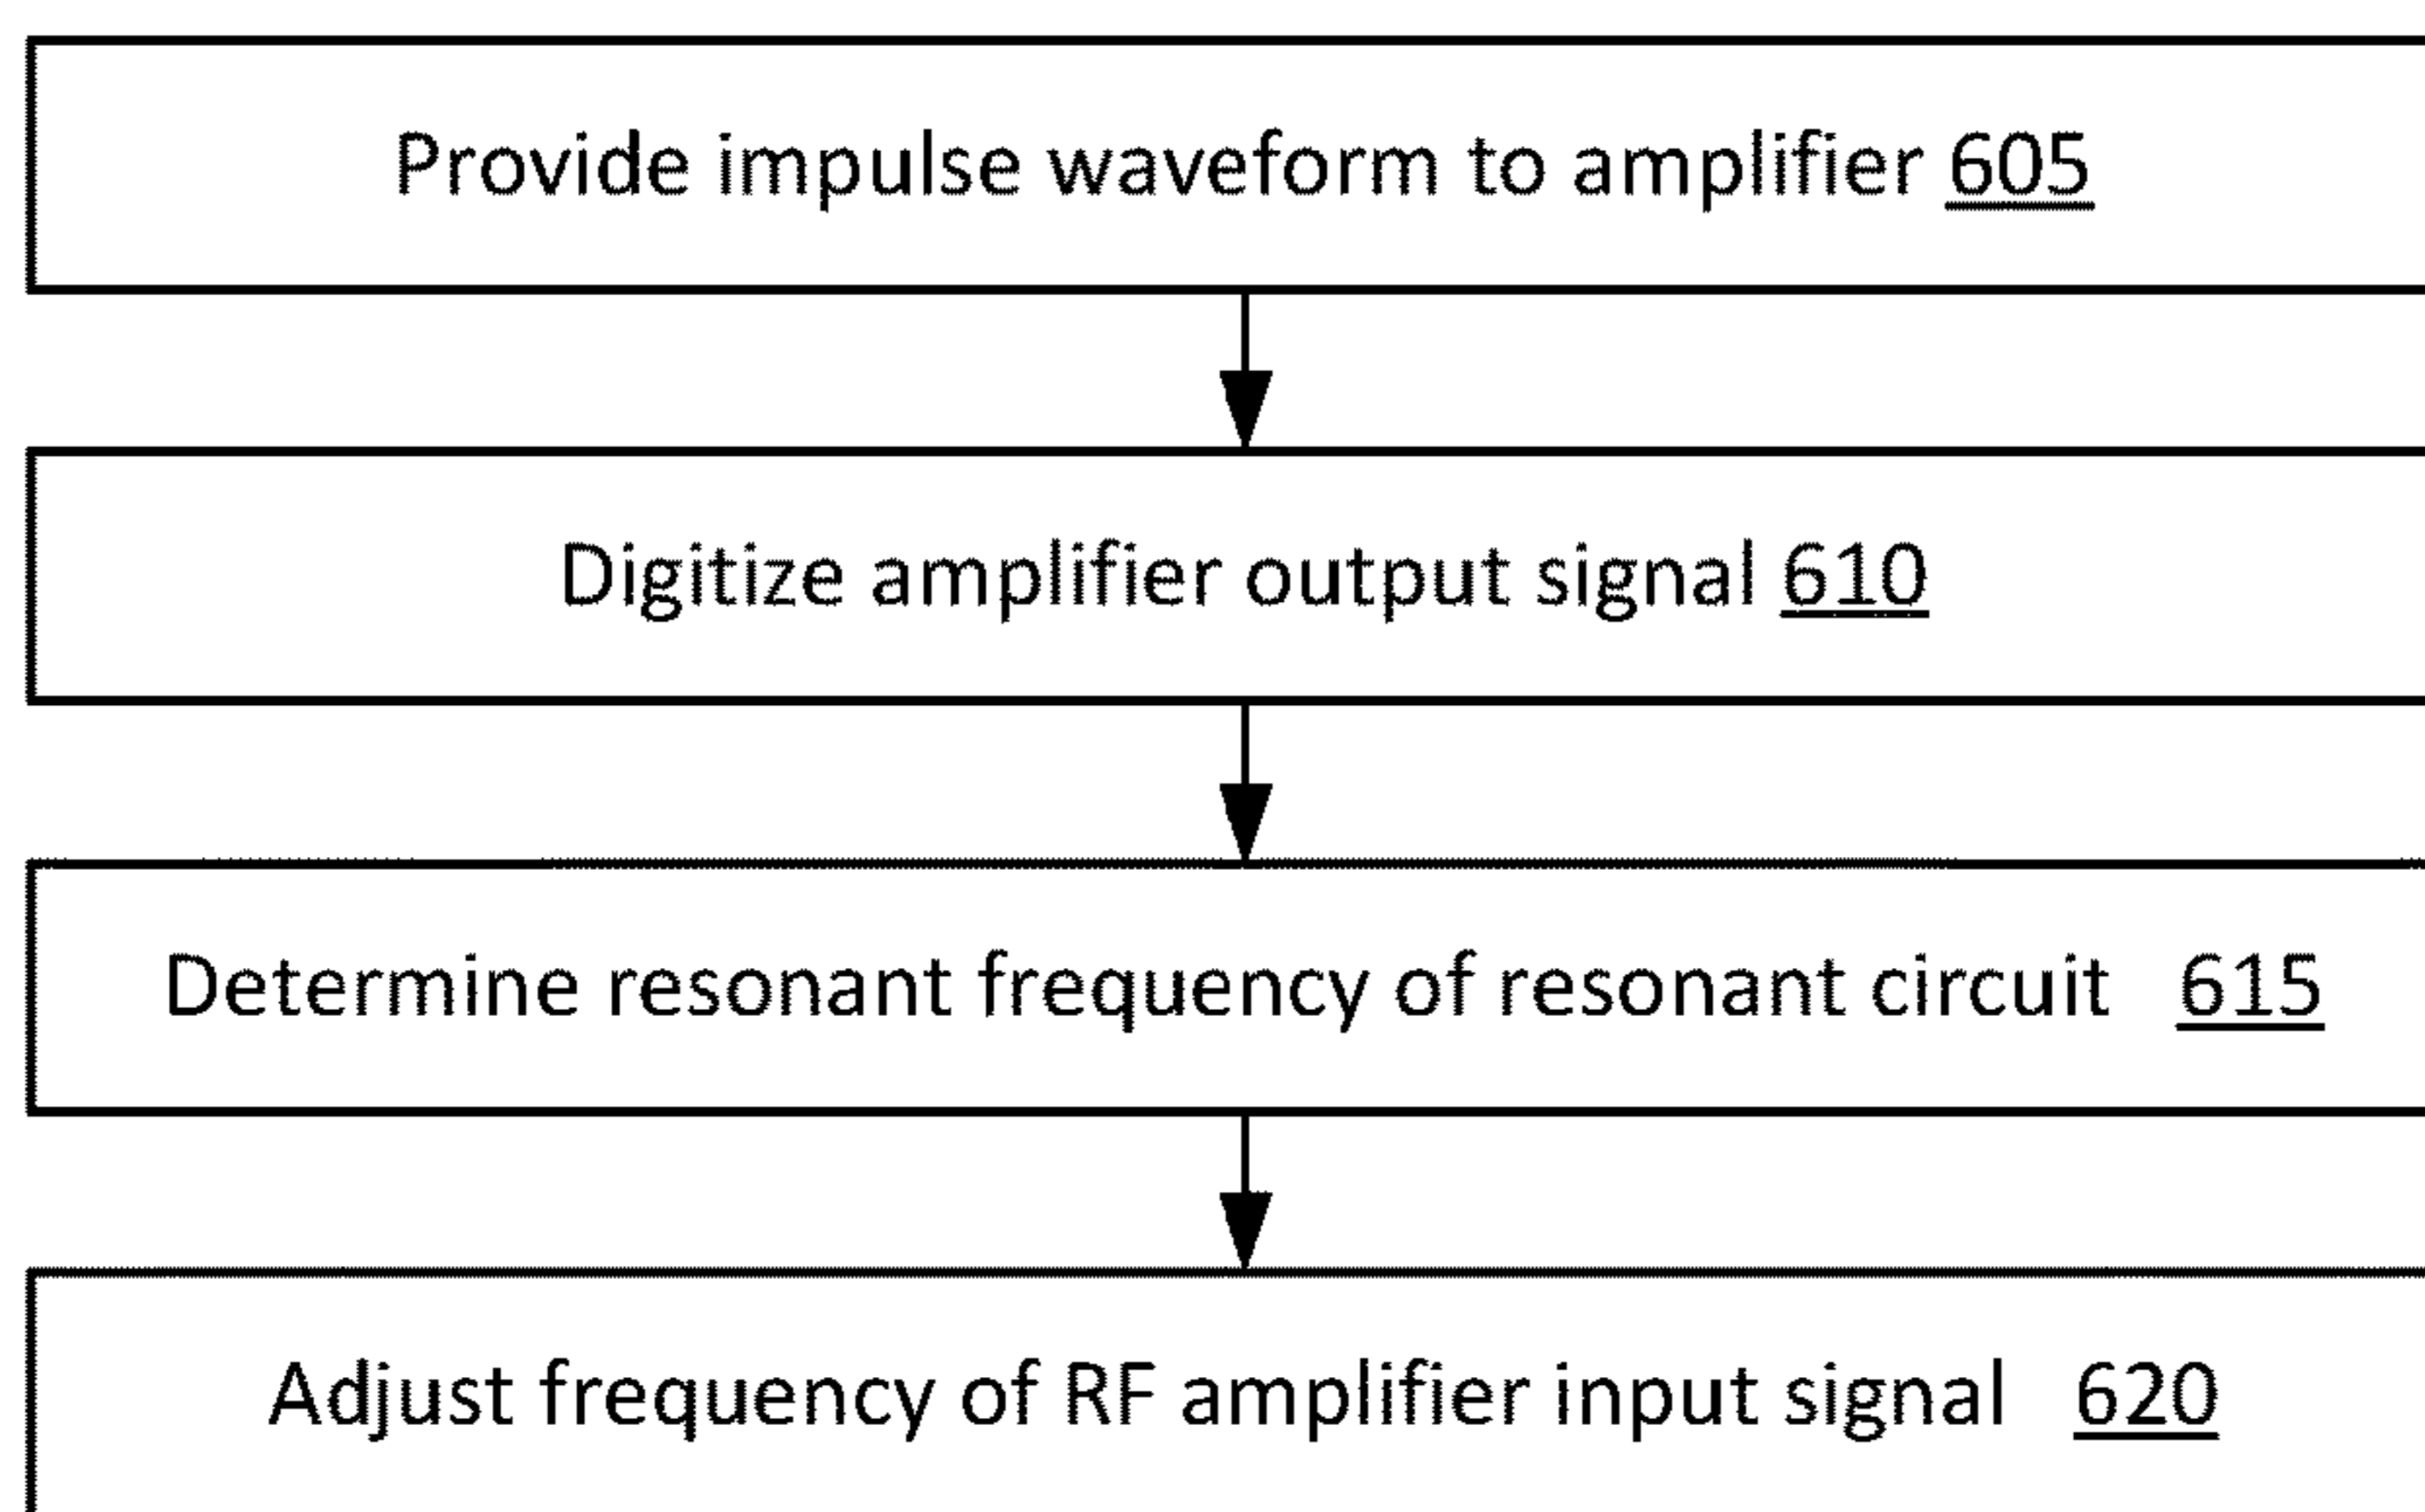 Provide impulse waveform to amplifier 605
Digitize amplifier output signal 610
Determine resonant frequency of resonant circuit 615
Adjust frequency of RF amplifier input signal 620